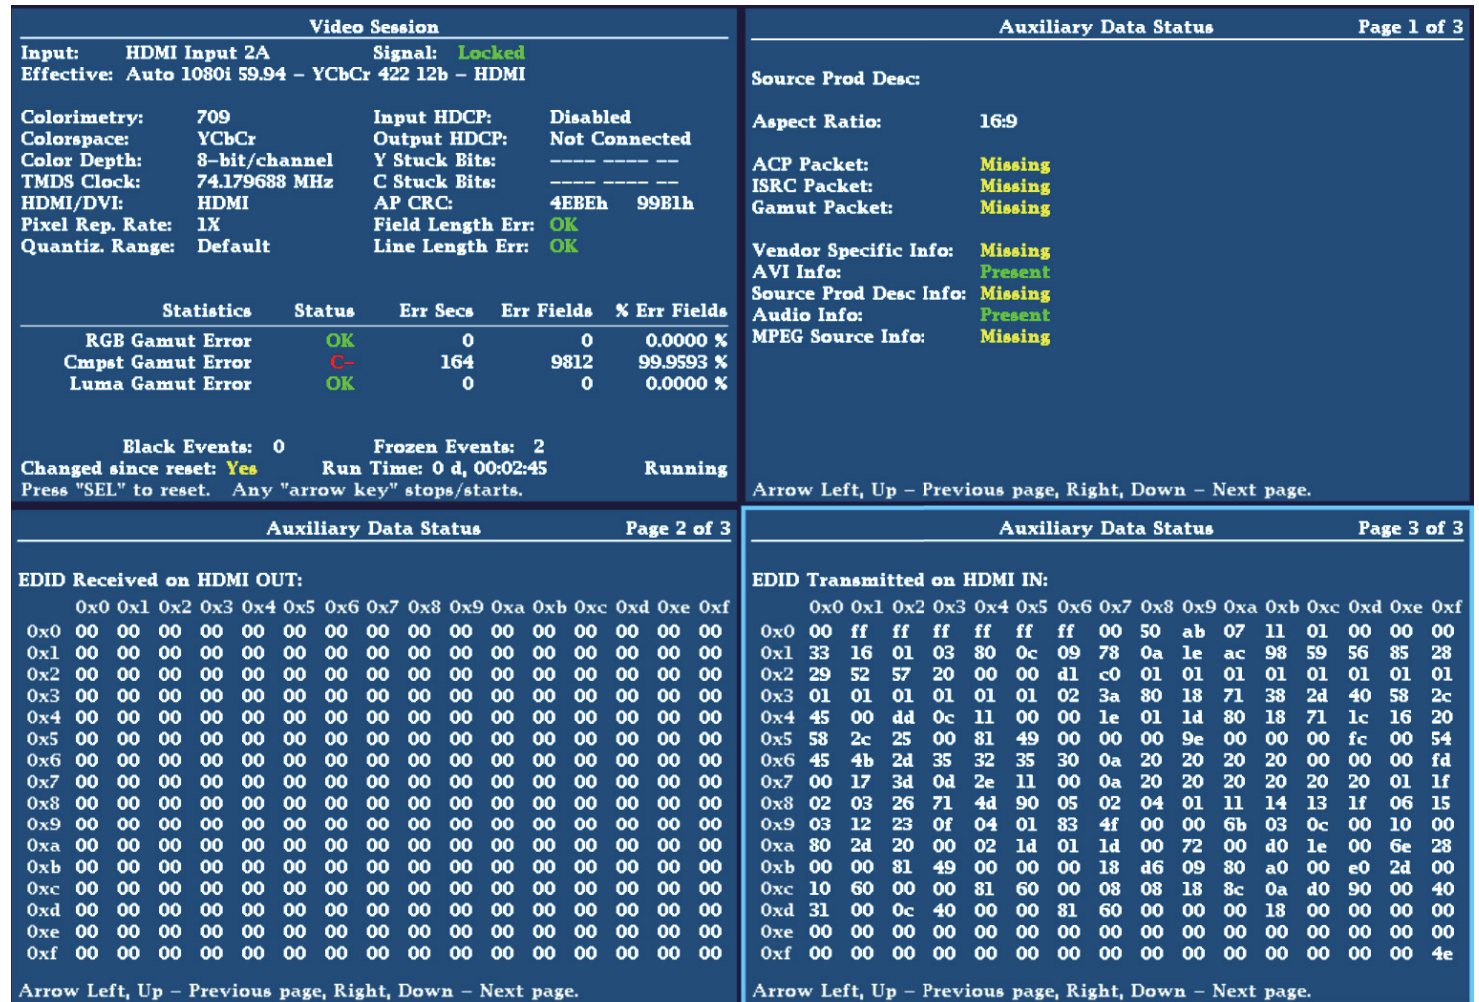 Video Session
Input: HDMI Input 2A Signal: Locked
Effective: Auto 1080i 59.94 – YCbCr 422 12b – HDMI
Colorimetry: 709 Input HDCP: Disabled
Colorspace: YCbCr Output HDCP: Not Connected
Color Depth: 8–bit/channel Y Stuck Bits: –––– –––– ––
TMDS Clock: 74.179688 MHz C Stuck Bits: –––– –––– ––
HDMI/DVI: HDMI AP CRC: 4EBEh 99B1h
Pixel Rep. Rate: 1X Field Length Err: OK
Quantiz. Range: Default Line Length Err: OK
Statistics Status Err Secs Err Fields % Err Fields
RGB Gamut Error OK 0 0 0.0000 %
Cmpst Gamut Error C– 164 9812 99.9593 %
Luma Gamut Error OK 0 0 0.0000 %
Black Events: 0 Frozen Events: 2
Changed since reset: Yes Run Time: 0 d, 00:02:45 Running
Press "SEL" to reset. Any "arrow key" stops/starts.
Auxiliary Data Status Page 1 of 3
Source Prod Desc:
Aspect Ratio: 16:9
ACP Packet: Missing
ISRC Packet: Missing
Gamut Packet: Missing
Vendor Specific Info: Missing
AVI Info: Present
Source Prod Desc Info: Missing
Audio Info: Present
MPEG Source Info: Missing
Arrow Left, Up – Previous page, Right, Down – Next page.
Auxiliary Data Status Page 2 of 3
EDID Received on HDMI OUT:
0x0 0x1 0x2 0x3 0x4 0x5 0x6 0x7 0x8 0x9 0xa 0xb 0xc 0xd 0xe 0xf
0x0 00 00 00 00 00 00 00 00 00 00 00 00 00 00 00 00
0x1 00 00 00 00 00 00 00 00 00 00 00 00 00 00 00 00
0x2 00 00 00 00 00 00 00 00 00 00 00 00 00 00 00 00
0x3 00 00 00 00 00 00 00 00 00 00 00 00 00 00 00 00
0x4 00 00 00 00 00 00 00 00 00 00 00 00 00 00 00 00
0x5 00 00 00 00 00 00 00 00 00 00 00 00 00 00 00 00
0x6 00 00 00 00 00 00 00 00 00 00 00 00 00 00 00 00
0x7 00 00 00 00 00 00 00 00 00 00 00 00 00 00 00 00
0x8 00 00 00 00 00 00 00 00 00 00 00 00 00 00 00 00
0x9 00 00 00 00 00 00 00 00 00 00 00 00 00 00 00 00
0xa 00 00 00 00 00 00 00 00 00 00 00 00 00 00 00 00
0xb 00 00 00 00 00 00 00 00 00 00 00 00 00 00 00 00
0xc 00 00 00 00 00 00 00 00 00 00 00 00 00 00 00 00
0xd 00 00 00 00 00 00 00 00 00 00 00 00 00 00 00 00
0xe 00 00 00 00 00 00 00 00 00 00 00 00 00 00 00 00
0xf 00 00 00 00 00 00 00 00 00 00 00 00 00 00 00 00
Arrow Left, Up – Previous page, Right, Down – Next page.
Auxiliary Data Status Page 3 of 3
EDID Transmitted on HDMI IN:
0x0 0x1 0x2 0x3 0x4 0x5 0x6 0x7 0x8 0x9 0xa 0xb 0xc 0xd 0xe 0xf
0x0 00 ff ff ff ff ff ff 00 50 ab 07 11 01 00 00 00
0x1 33 16 01 03 80 0c 09 78 0a 1e ac 98 59 56 85 28
0x2 29 52 57 20 00 00 d1 c0 01 01 01 01 01 01 01 01
0x3 01 01 01 01 01 01 02 3a 80 18 71 38 2d 40 58 2c
0x4 45 00 dd 0c 11 00 00 1e 01 1d 80 18 71 1c 16 20
0x5 58 2c 25 00 81 49 00 00 00 9e 00 00 00 fc 00 54
0x6 45 4b 2d 35 32 35 30 0a 20 20 20 20 00 00 00 fd
0x7 00 17 3d 0d 2e 11 00 0a 20 20 20 20 20 20 01 1f
0x8 02 03 26 71 4d 90 05 02 04 01 11 14 13 1f 06 15
0x9 03 12 23 0f 04 01 83 4f 00 00 6b 03 0c 00 10 00
0xa 80 2d 20 00 02 1d 01 1d 00 72 00 d0 1e 00 6e 28
0xb 00 00 81 49 00 00 00 18 d6 09 80 a0 00 e0 2d 00
0xc 10 60 00 00 81 60 00 08 08 18 8c 0a d0 90 00 40
0xd 31 00 0c 40 00 00 81 60 00 00 00 18 00 00 00 00
0xe 00 00 00 00 00 00 00 00 00 00 00 00 00 00 00 00
0xf 00 00 00 00 00 00 00 00 00 00 00 00 00 00 00 4e
Arrow Left, Up – Previous page, Right, Down – Next page.